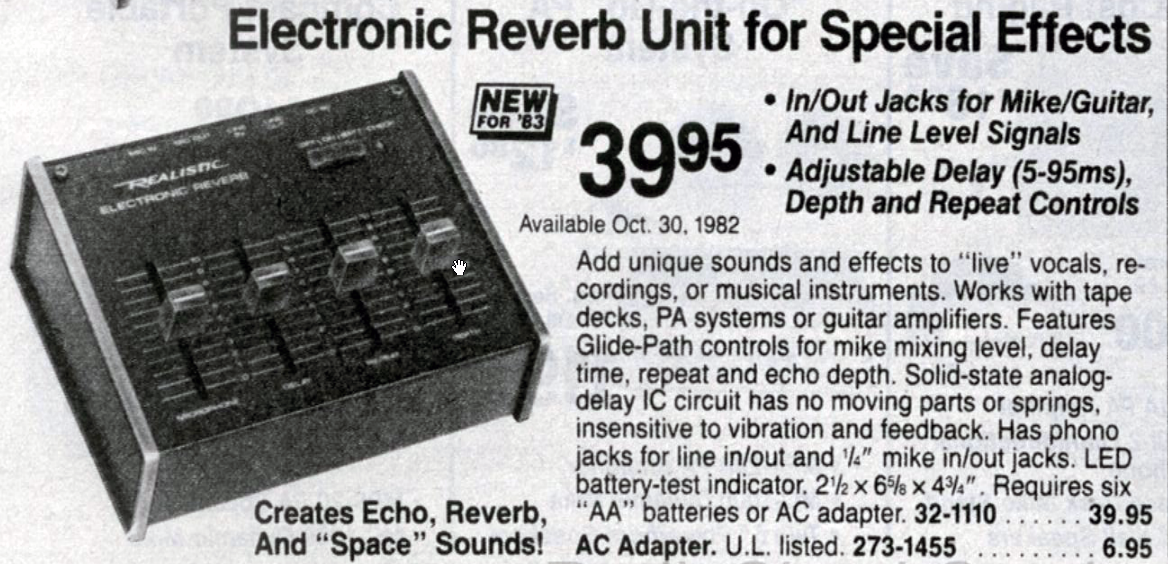 Electronic Reverb Unit for Special Effects
NEW
FOR '83
39 95
Available Oct. 30, 1982
• In/Out Jacks for Mike/Guitar,
And Line Level Signals
• Adjustable Delay (5-95ms),
Depth and Repeat Controls
REALISTIC
ELECTRONIC REVERB
Add unique sounds and effects to "live" vocals, re-
cordings, or musical instruments. Works with tape
decks, PA systems or guitar amplifiers. Features
Glide-Path controls for mike mixing level, delay
time, repeat and echo depth. Solid-state analog-
delay IC circuit has no moving parts or springs,
insensitive to vibration and feedback. Has phono
jacks for line in/out and ¼" mike in/out jacks. LED
battery-test indicator. 2½ × 6⅝ × 4¾". Requires six
"AA" batteries or AC adapter. 32-1110 ...... 39.95
AC Adapter. U.L. listed. 273-1455 ......... 6.95
Creates Echo, Reverb,
And "Space" Sounds!